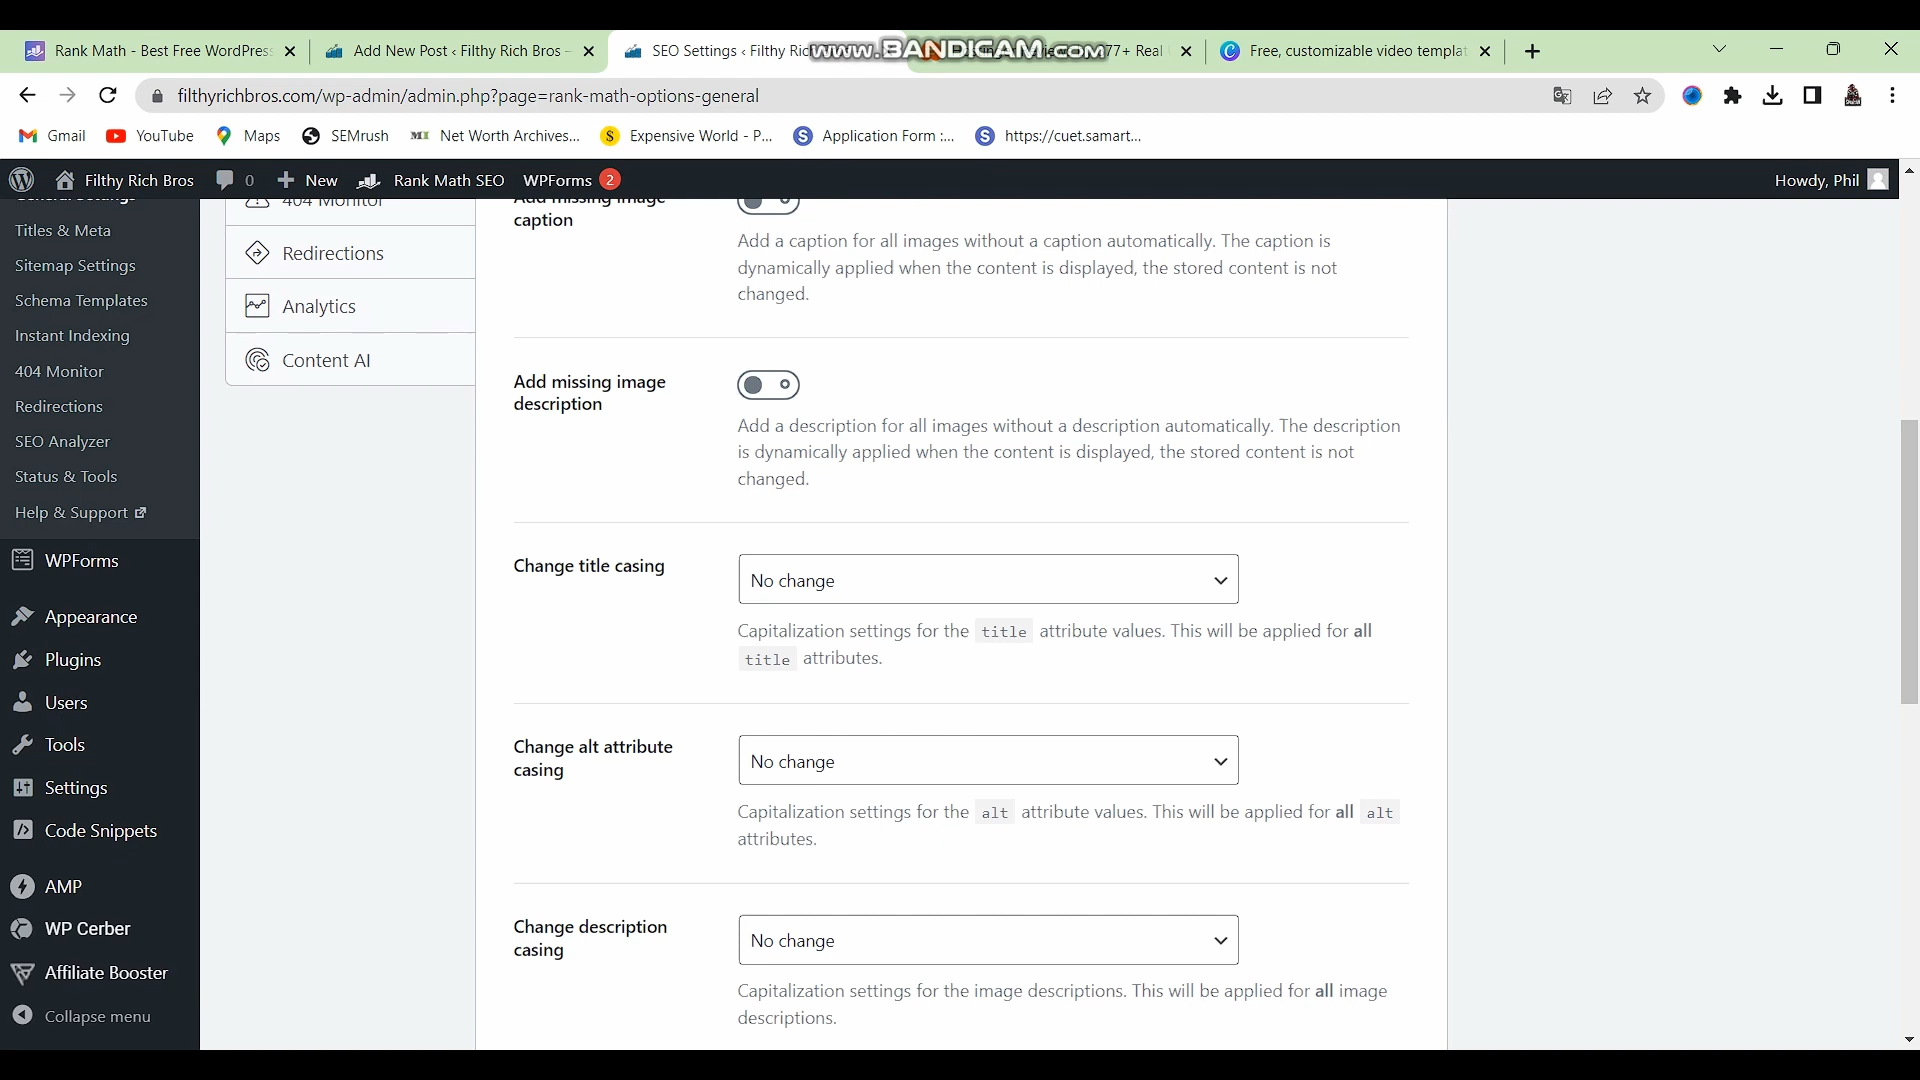 Rank Math - Best Free WordPress
Add New Post ‹ Filthy Rich Bros –
SEO Settings ‹ Filthy Ric
www.BANDICAM.com
77+ Real
Free, customizable video templat
filthyrichbros.com/wp-admin/admin.php?page=rank-math-options-general
Gmail
YouTube
Maps
SEMrush
Net Worth Archives...
Expensive World - P...
Application Form :...
https://cuet.samart...
Filthy Rich Bros
0
New
Rank Math SEO
WPForms 2
Howdy, Phil
General Settings
Titles & Meta
Sitemap Settings
Schema Templates
Instant Indexing
404 Monitor
Redirections
SEO Analyzer
Status & Tools
Help & Support
WPForms
Appearance
Plugins
Users
Tools
Settings
Code Snippets
AMP
WP Cerber
Affiliate Booster
Collapse menu
404 Monitor
Redirections
Analytics
Content AI
Add missing image
caption
Add a caption for all images without a caption automatically. The caption is
dynamically applied when the content is displayed, the stored content is not
changed.
Add missing image
description
Add a description for all images without a description automatically. The description
is dynamically applied when the content is displayed, the stored content is not
changed.
Change title casing
No change
Capitalization settings for the title attribute values. This will be applied for all
title attributes.
Change alt attribute
casing
No change
Capitalization settings for the alt attribute values. This will be applied for all alt
attributes.
Change description
casing
No change
Capitalization settings for the image descriptions. This will be applied for all image
descriptions.